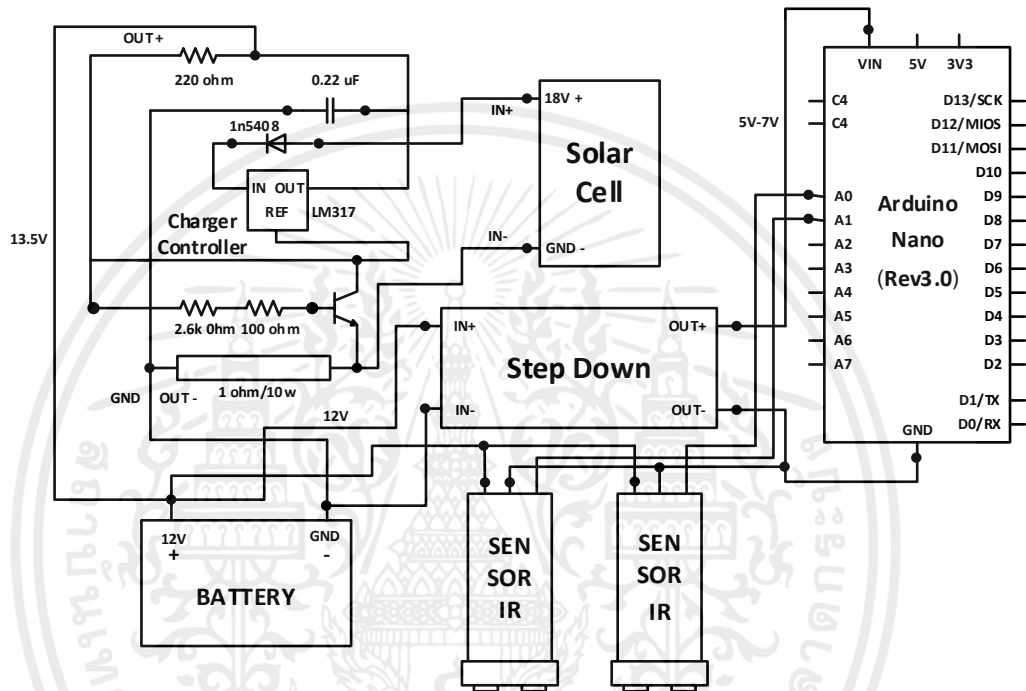 OUT +
220 ohm
0.22 uF
1n5408
IN OUT
REF
LM317
Charger
Controller
13.5V
2.6k Ohm
100 ohm
GND
OUT -
1 ohm/10w
IN+
18V +
Solar
Cell
IN-
GND -
12V
IN+
OUT+
Step Down
IN-
OUT-
12V
+
GND
-
BATTERY
SEN
SOR
IR
SEN
SOR
IR
5V-7V
VIN
5V
3V3
C4
C4
A0
A1
A2
A3
A4
A5
A6
A7
Arduino
Nano
(Rev3.0)
D13/SCK
D12/MIOS
D11/MOSI
D10
D9
D8
D7
D6
D5
D4
D3
D2
D1/TX
D0/RX
GND